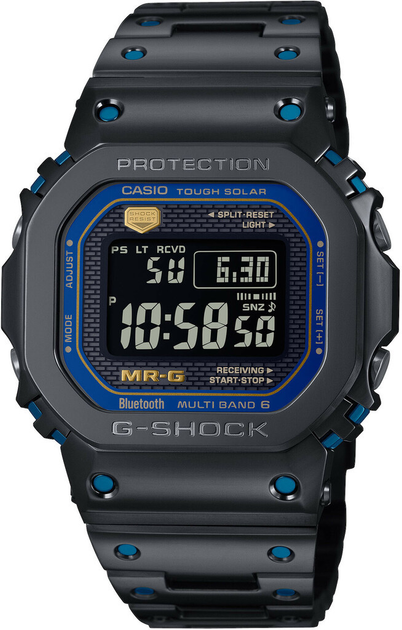 PROTECTION
CASIO TOUGH SOLAR
SHOCK RESIST
◄ SPLIT·RESET
LIGHT ►
PS LT RCVD
SU 6.30
ADJUST
MODE
SET [−]
SET [+]
SNZ
P 10:58 50
MR-G
RECEIVING ►
START·STOP ►
Bluetooth MULTI BAND 6
G-SHOCK